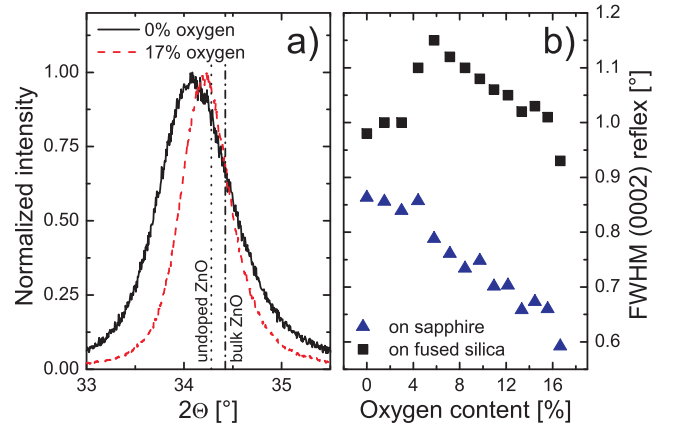 0% oxygen
17% oxygen
a)
1.00
0.75
0.50
0.25
0.00
Normalized intensity
undoped ZnO
bulk ZnO
33
34
35
2Θ [°]
b)
1.2
1.1
1.0
0.9
0.8
0.7
0.6
FWHM (0002) reflex [°]
on sapphire
on fused silica
0
4
8
12
16
Oxygen content [%]